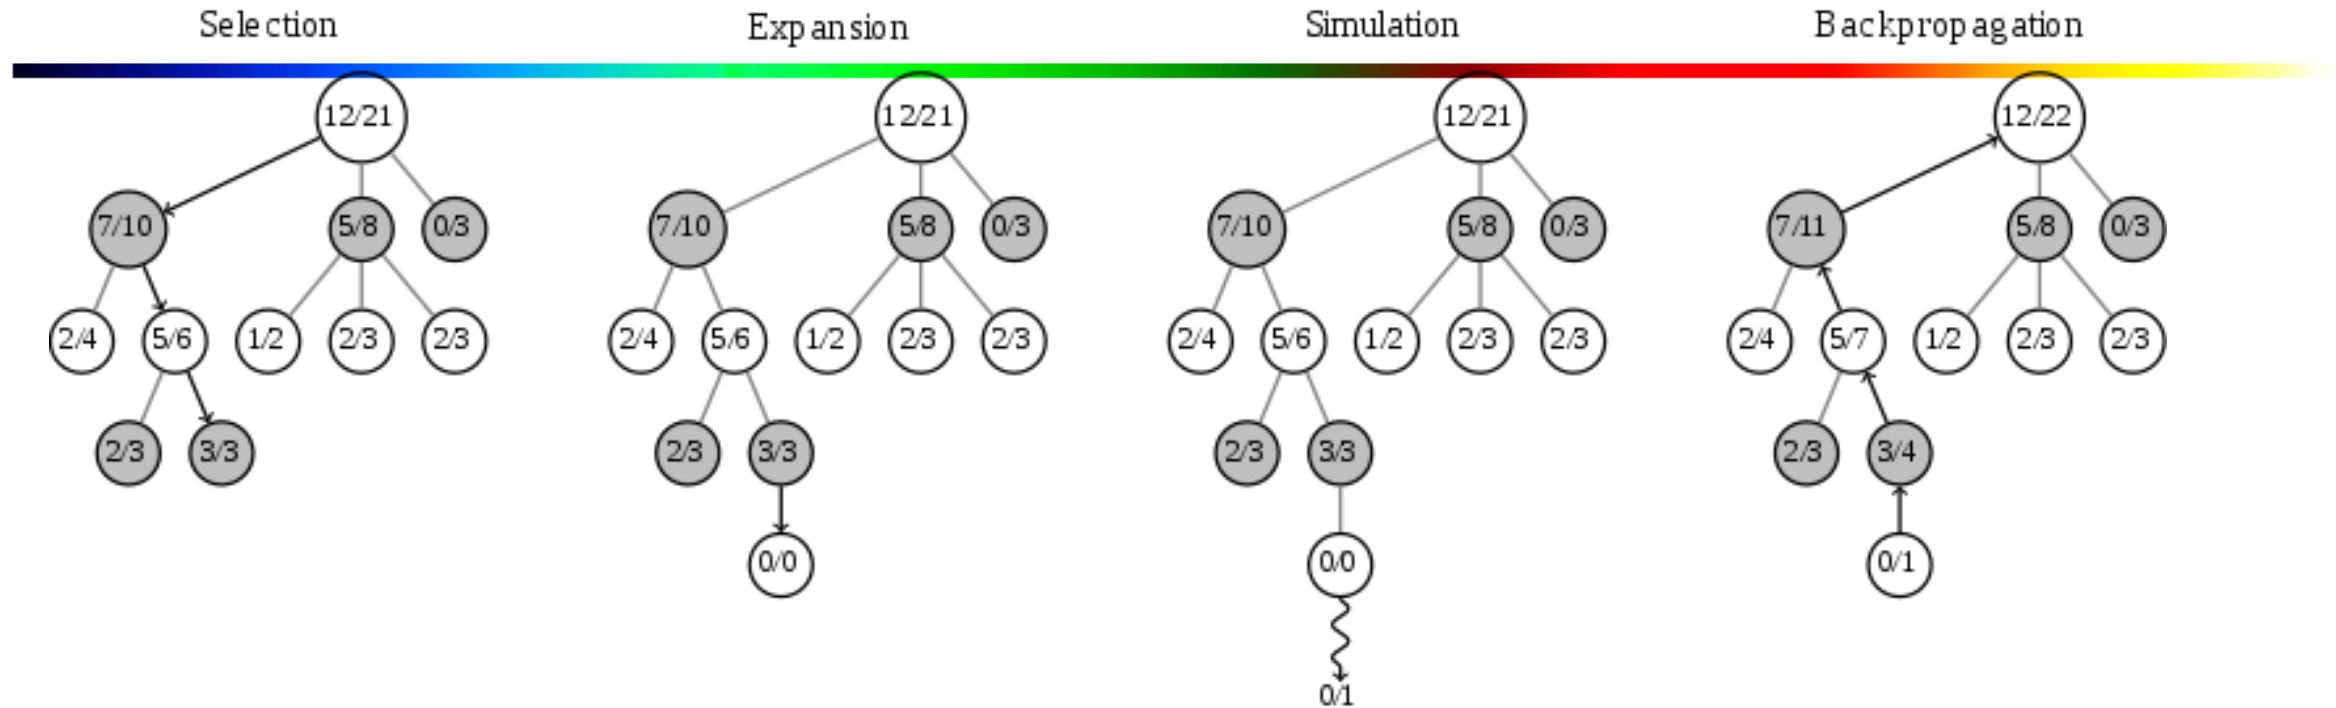 Selection Expansion Simulation Backpropagation
12/21 12/21 12/21 12/22
7/10 5/8 0/3 7/10 5/8 0/3 7/10 5/8 0/3 7/11 5/8 0/3
2/4 5/6 1/2 2/3 2/3 2/4 5/6 1/2 2/3 2/3 2/4 5/6 1/2 2/3 2/3 2/4 5/7 1/2 2/3 2/3
2/3 3/3 2/3 3/3 2/3 3/3 2/3 3/4
0/0 0/0 0/1
0/1